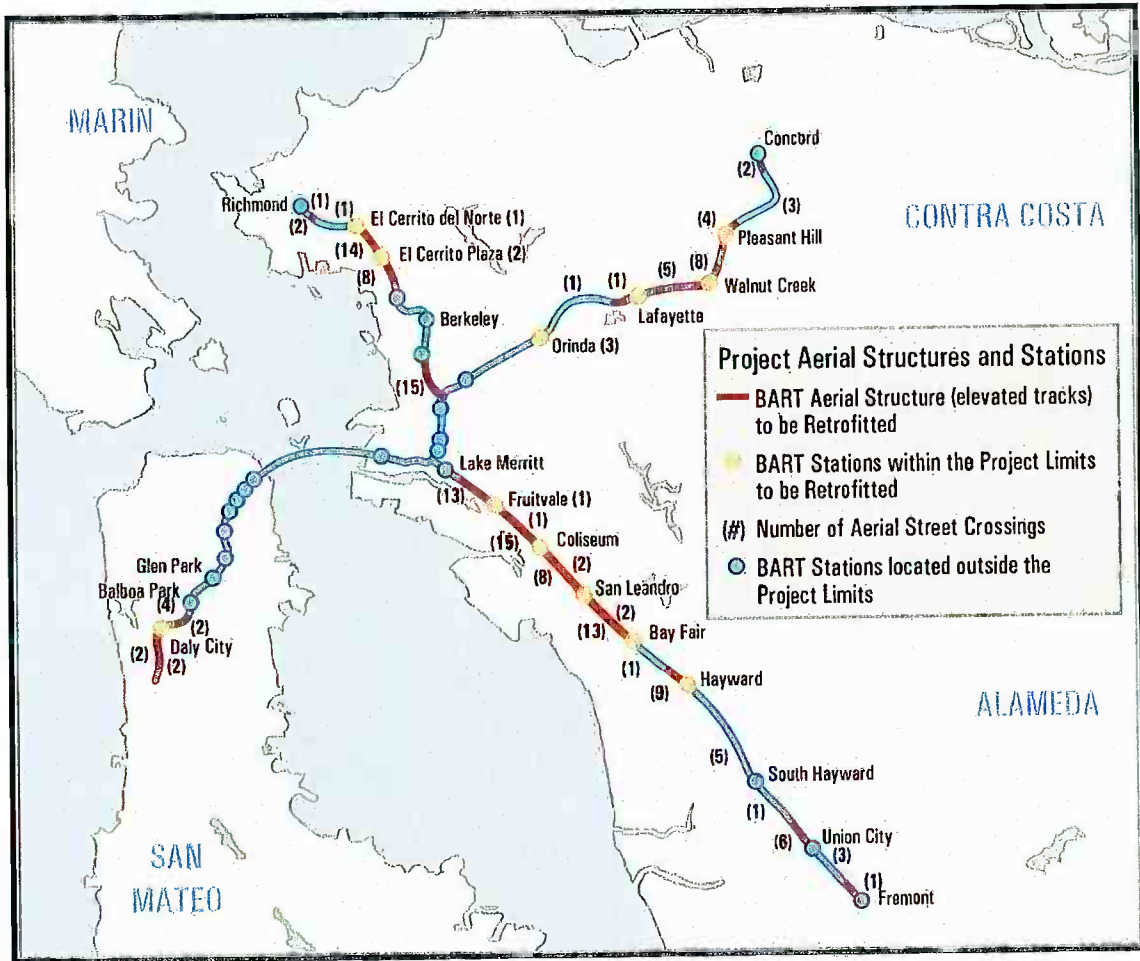 MARIN
Concord
(2)
Richmond
(1)
(2)
(1)
El Cerrito del Norte (1)
(3)
CONTRA COSTA
(4)
Pleasant Hill
(14)
El Cerrito Plaza (2)
(8)
(1)
(1)
(5)
(8)
Walnut Creek
Lafayette
Berkeley
Orinda (3)
(15)
Project Aerial Structures and Stations
BART Aerial Structure (elevated tracks)
to be Retrofitted
BART Stations within the Project Limits
to be Retrofitted
(#) Number of Aerial Street Crossings
BART Stations located outside the
Project Limits
Lake Merritt
(13)
Fruitvale (1)
(1)
(15)
Coliseum
(8)
(2)
San Leandro
(2)
(13)
Bay Fair
(1)
(9)
Hayward
Glen Park
Balboa Park
(4)
(2)
Daly City
(2)
(2)
ALAMEDA
(5)
South Hayward
(1)
(6)
Union City
(3)
(1)
Fremont
SAN
MATEO